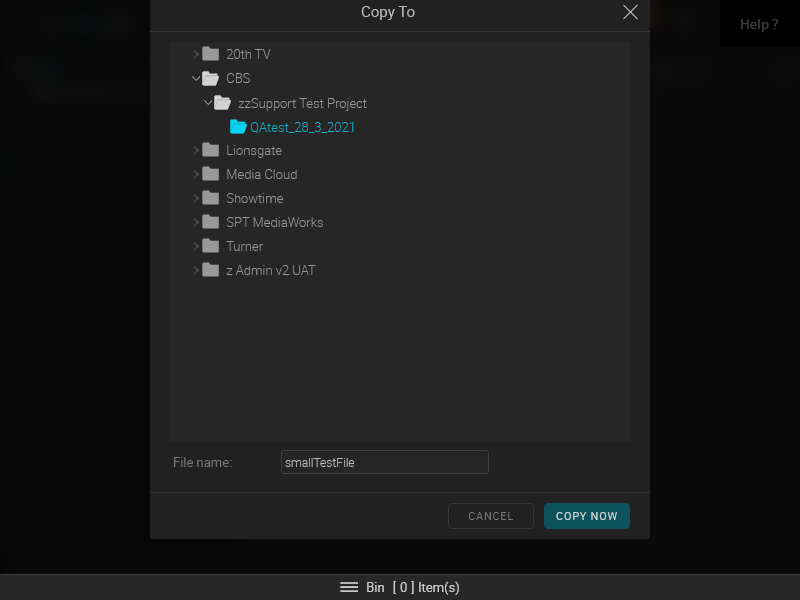 Copy To
Help ?
20th TV
CBS
zzSupport Test Project
QAtest_28_3_2021
Lionsgate
Media Cloud
Showtime
SPT MediaWorks
Turner
z Admin v2 UAT
File name: smallTestFile
CANCEL COPY NOW
Bin [ 0 ] Item(s)